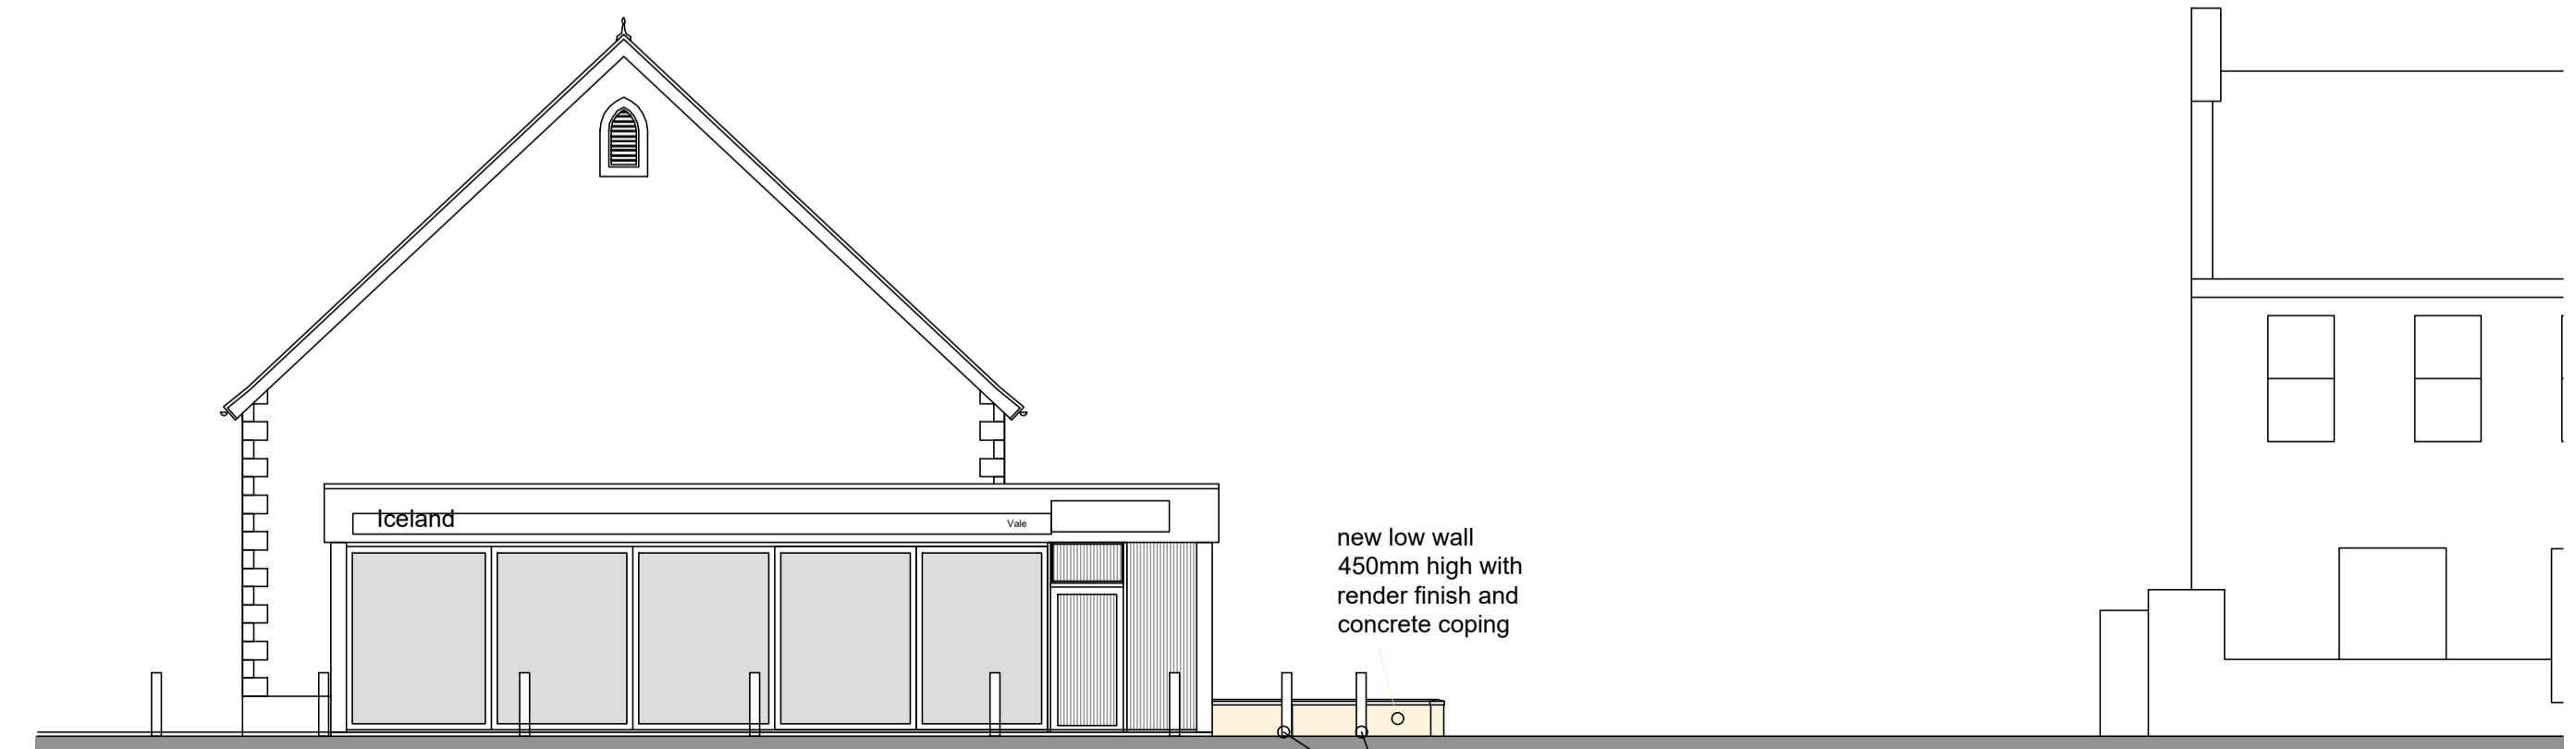 Iceland
Vale
new low wall
450mm high with
render finish and
concrete coping